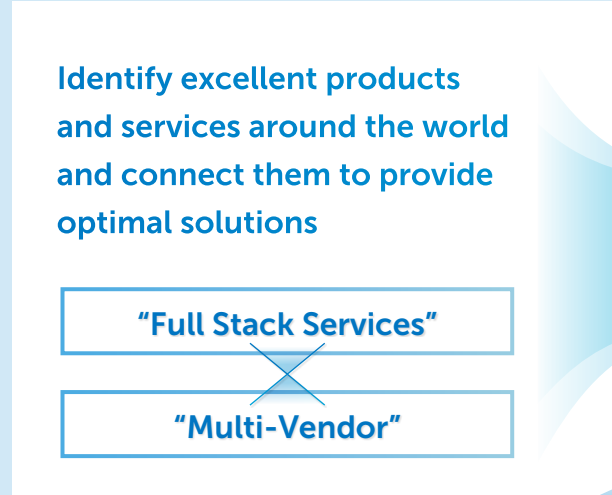 Identify excellent products
and services around the world
and connect them to provide
optimal solutions
“Full Stack Services”
“Multi-Vendor”